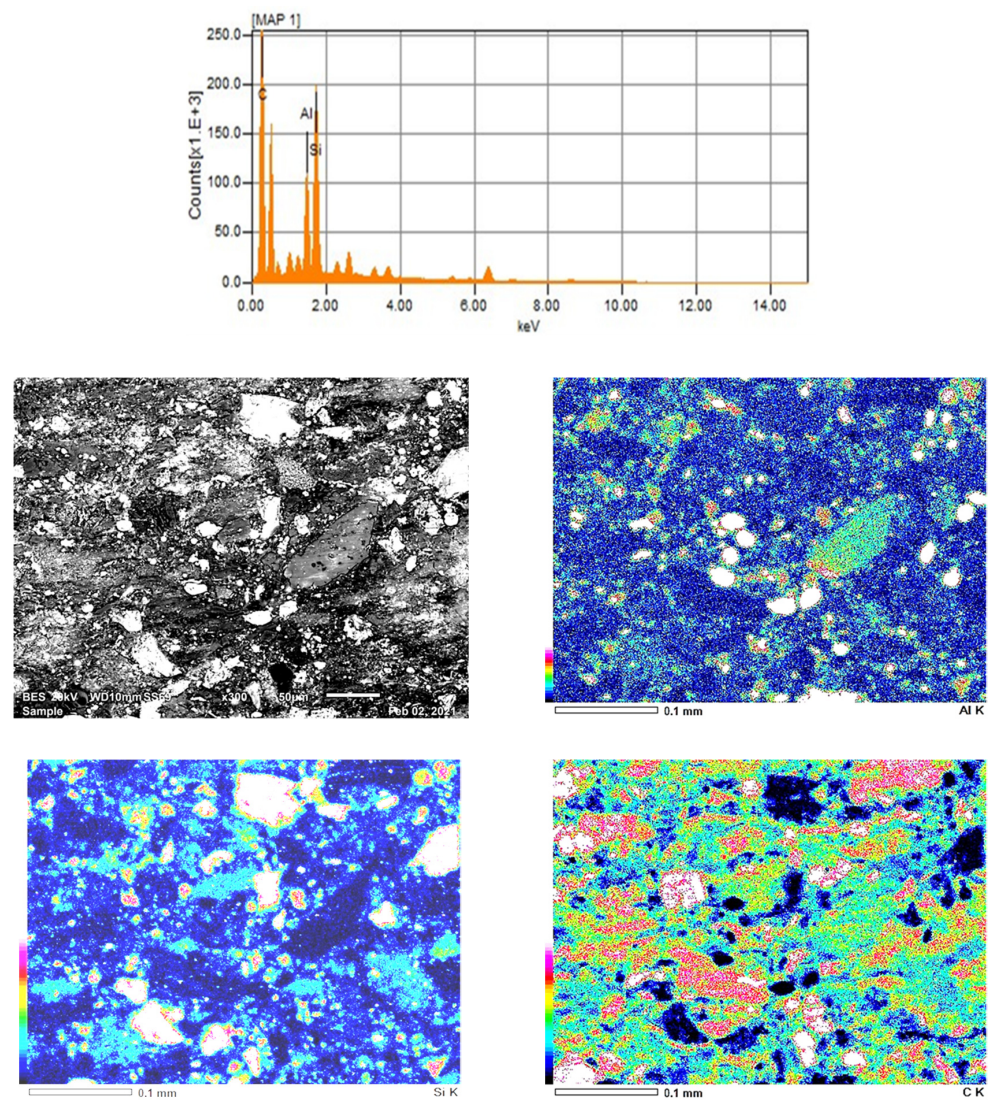 [MAP 1]
Counts[x1.E+3]
250.0
200.0
150.0
100.0
50.0
0.0
C
Al
Si
0.00 2.00 4.00 6.00 8.00 10.00 12.00 14.00
keV
BES 20kV WD10mm x300 50µm
Sample Feb 02, 2021
0.1 mm Al K
0.1 mm Si K
0.1 mm C K